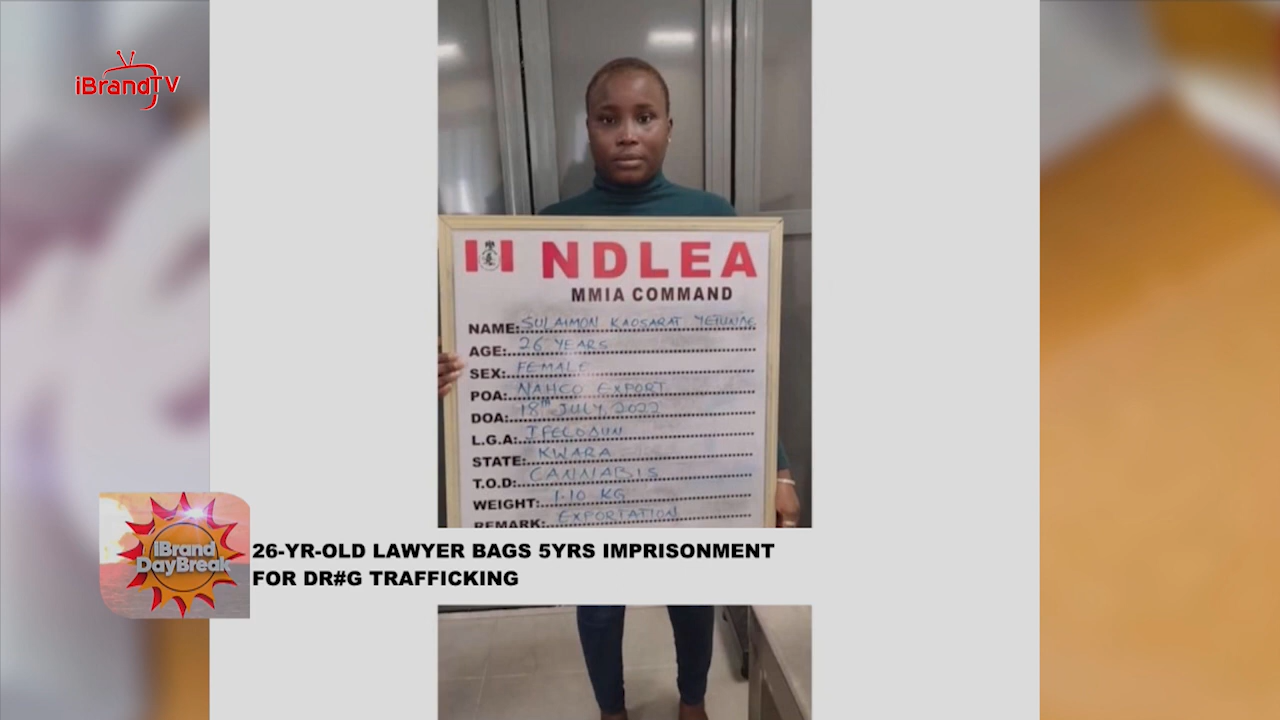 iBrandTV
NDLEA
MMIA COMMAND
NAME: SULAIMON KAOSARAT YETUNDE
AGE: 26 YEARS
SEX: FEMALE
POA: NAHCO EXPORT
DOA: 18TH JULY, 2022
L.G.A: IFELODUN
STATE: KWARA
T.O.D: CANNABIS
WEIGHT: 1.10 KG
REMARK: EXPORTATION
iBrand
DayBreak
26-YR-OLD LAWYER BAGS 5YRS IMPRISONMENT
FOR DR#G TRAFFICKING